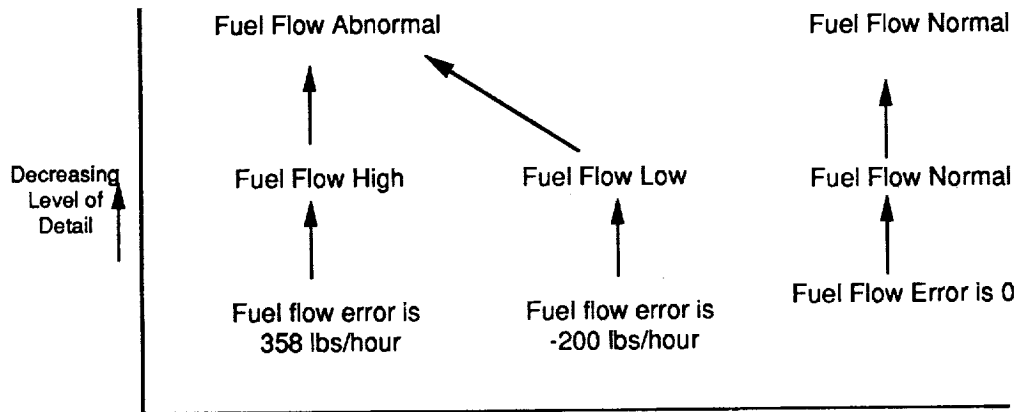 Fuel Flow Abnormal
Fuel Flow Normal
Decreasing
Level of
Detail
Fuel Flow High
Fuel Flow Low
Fuel Flow Normal
Fuel flow error is
358 lbs/hour
Fuel flow error is
-200 lbs/hour
Fuel Flow Error is 0